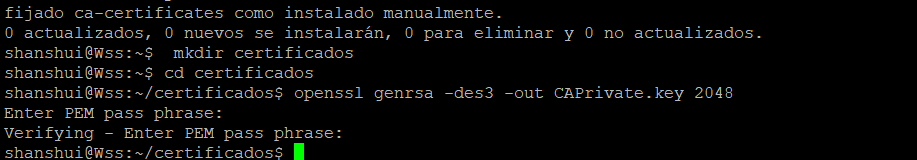 fijado ca-certificates como instalado manualmente.
0 actualizados, 0 nuevos se instalarán, 0 para eliminar y 0 no actualizados.
shanshui@Wss:~$  mkdir certificados
shanshui@Wss:~$ cd certificados
shanshui@Wss:~/certificados$ openssl genrsa -des3 -out CAPrivate.key 2048
Enter PEM pass phrase:
Verifying - Enter PEM pass phrase:
shanshui@Wss:~/certificados$